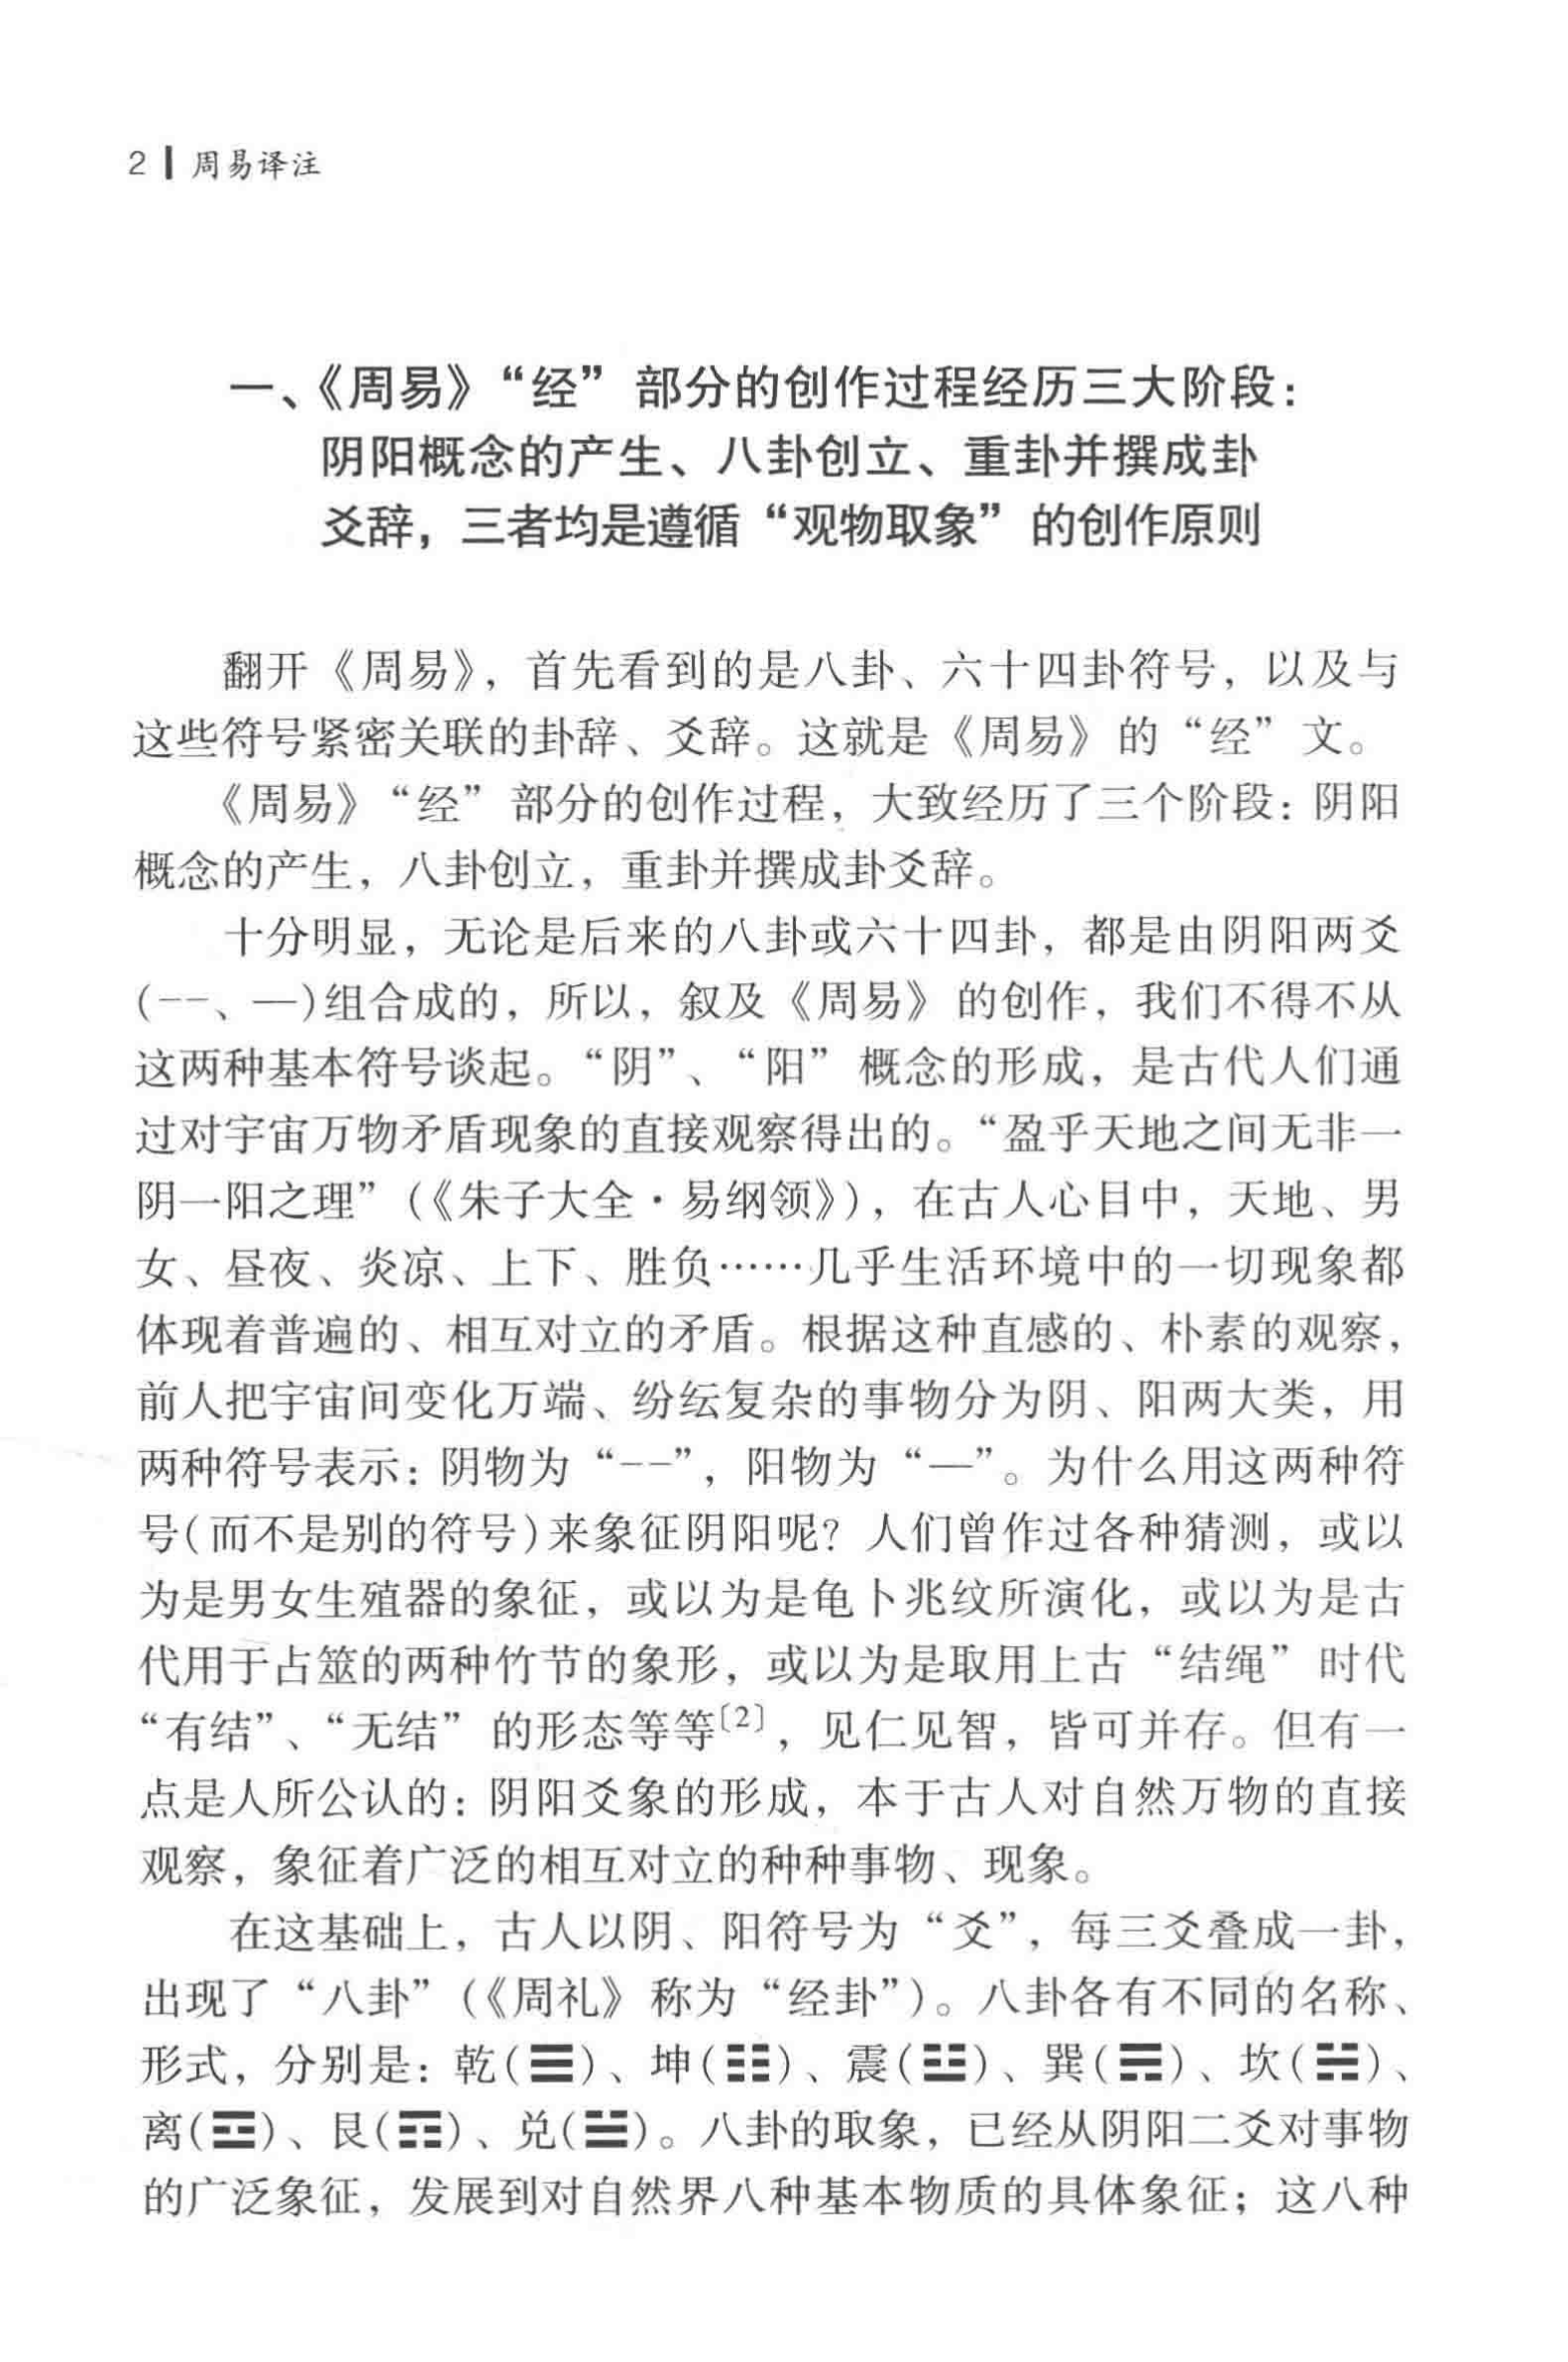 2 | 周易译注
一、《周易》“经”部分的创作过程经历三大阶段：
阴阳概念的产生、八卦创立、重卦并撰成卦
爻辞，三者均是遵循“观物取象”的创作原则
翻开《周易》，首先看到的是八卦、六十四卦符号，以及与
这些符号紧密关联的卦辞、爻辞。这就是《周易》的“经”文。
《周易》“经”部分的创作过程，大致经历了三个阶段：阴阳
概念的产生，八卦创立，重卦并撰成卦爻辞。
十分明显，无论是后来的八卦或六十四卦，都是由阴阳两爻
(--、—)组合成的，所以，叙及《周易》的创作，我们不得不从
这两种基本符号谈起。“阴”、“阳”概念的形成，是古代人们通
过对宇宙万物矛盾现象的直接观察得出的。“盈乎天地之间无非一
阴一阳之理”（《朱子大全·易纲领》），在古人心目中，天地、男
女、昼夜、炎凉、上下、胜负……几乎生活环境中的一切现象都
体现着普遍的、相互对立的矛盾。根据这种直感的、朴素的观察，
前人把宇宙间变化万端、纷纭复杂的事物分为阴、阳两大类，用
两种符号表示：阴物为“--”，阳物为“—”。为什么用这两种符
号(而不是别的符号)来象征阴阳呢？人们曾作过各种猜测，或以
为是男女生殖器的象征，或以为是龟卜兆纹所演化，或以为是古
代用于占筮的两种竹节的象形，或以为是取用上古“结绳”时代
“有结”、“无结”的形态等等〔2〕，见仁见智，皆可并存。但有一
点是人所公认的：阴阳爻象的形成，本于古人对自然万物的直接
观察，象征着广泛的相互对立的种种事物、现象。
在这基础上，古人以阴、阳符号为“爻”，每三爻叠成一卦，
出现了“八卦”（《周礼》称为“经卦”）。八卦各有不同的名称、
形式，分别是：乾(☰)、坤(☷)、震(☳)、巽(☴)、坎(☵)、
离(☲)、艮(☶)、兑(☱)。八卦的取象，已经从阴阳二爻对事物
的广泛象征，发展到对自然界八种基本物质的具体象征；这八种